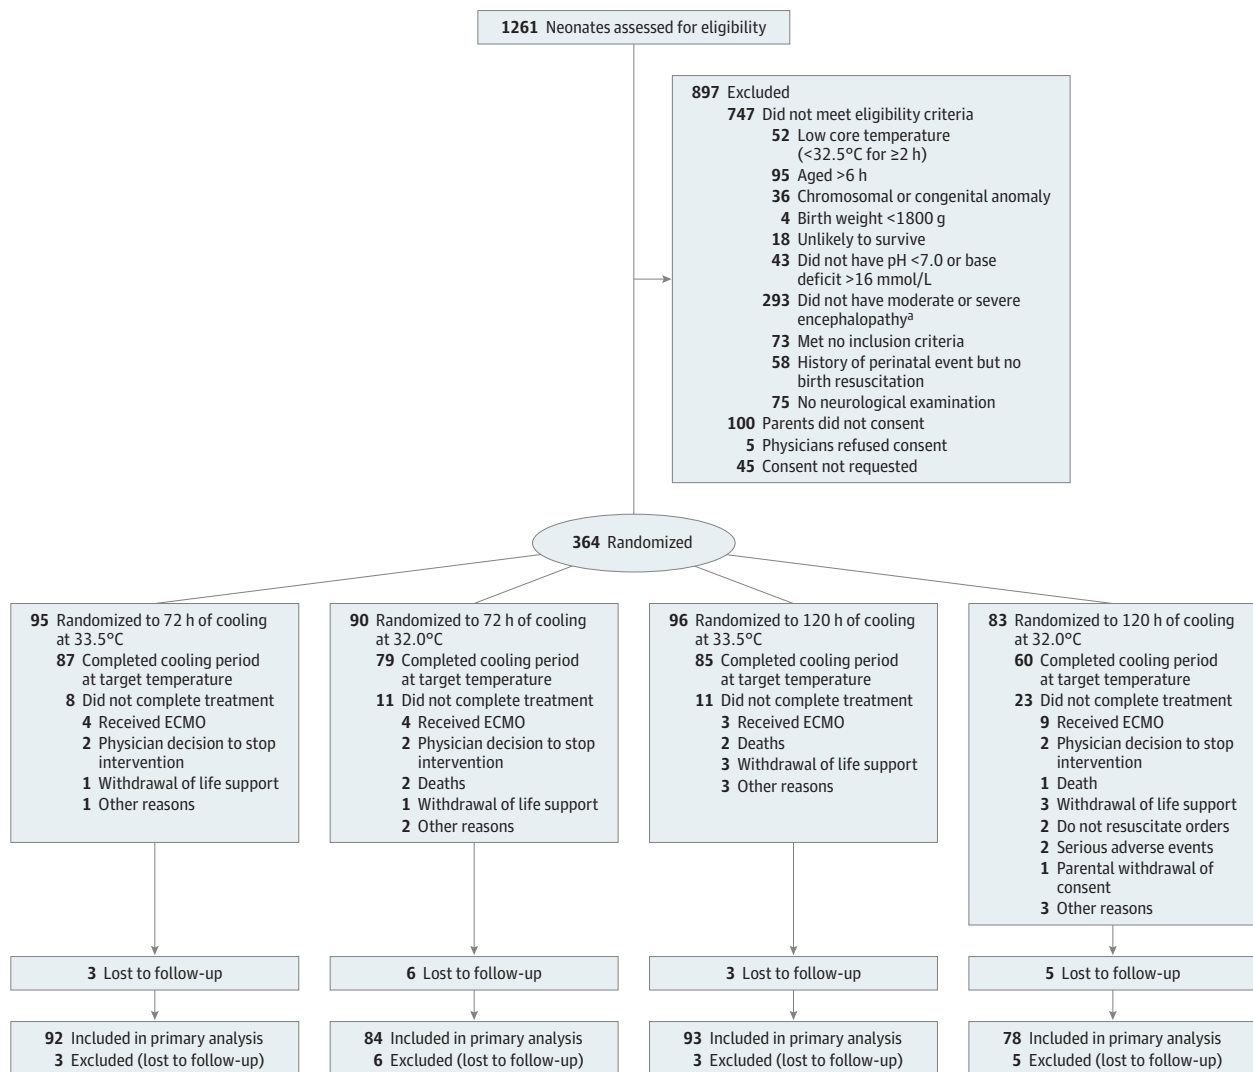 1261 Neonates assessed for eligibility
897 Excluded
747 Did not meet eligibility criteria
52 Low core temperature
(<32.5°C for ≥2 h)
95 Aged >6 h
36 Chromosomal or congenital anomaly
4 Birth weight <1800 g
18 Unlikely to survive
43 Did not have pH <7.0 or base
deficit >16 mmol/L
293 Did not have moderate or severe
encephalopathyᵃ
73 Met no inclusion criteria
58 History of perinatal event but no
birth resuscitation
75 No neurological examination
100 Parents did not consent
5 Physicians refused consent
45 Consent not requested
364 Randomized
95 Randomized to 72 h of cooling
at 33.5°C
87 Completed cooling period
at target temperature
8 Did not complete treatment
4 Received ECMO
2 Physician decision to stop
intervention
1 Withdrawal of life support
1 Other reasons
90 Randomized to 72 h of cooling
at 32.0°C
79 Completed cooling period
at target temperature
11 Did not complete treatment
4 Received ECMO
2 Physician decision to stop
intervention
2 Deaths
1 Withdrawal of life support
2 Other reasons
96 Randomized to 120 h of cooling
at 33.5°C
85 Completed cooling period
at target temperature
11 Did not complete treatment
3 Received ECMO
2 Deaths
3 Withdrawal of life support
3 Other reasons
83 Randomized to 120 h of cooling
at 32.0°C
60 Completed cooling period
at target temperature
23 Did not complete treatment
9 Received ECMO
2 Physician decision to stop
intervention
1 Death
3 Withdrawal of life support
2 Do not resuscitate orders
2 Serious adverse events
1 Parental withdrawal of
consent
3 Other reasons
3 Lost to follow-up
6 Lost to follow-up
3 Lost to follow-up
5 Lost to follow-up
92 Included in primary analysis
3 Excluded (lost to follow-up)
84 Included in primary analysis
6 Excluded (lost to follow-up)
93 Included in primary analysis
3 Excluded (lost to follow-up)
78 Included in primary analysis
5 Excluded (lost to follow-up)